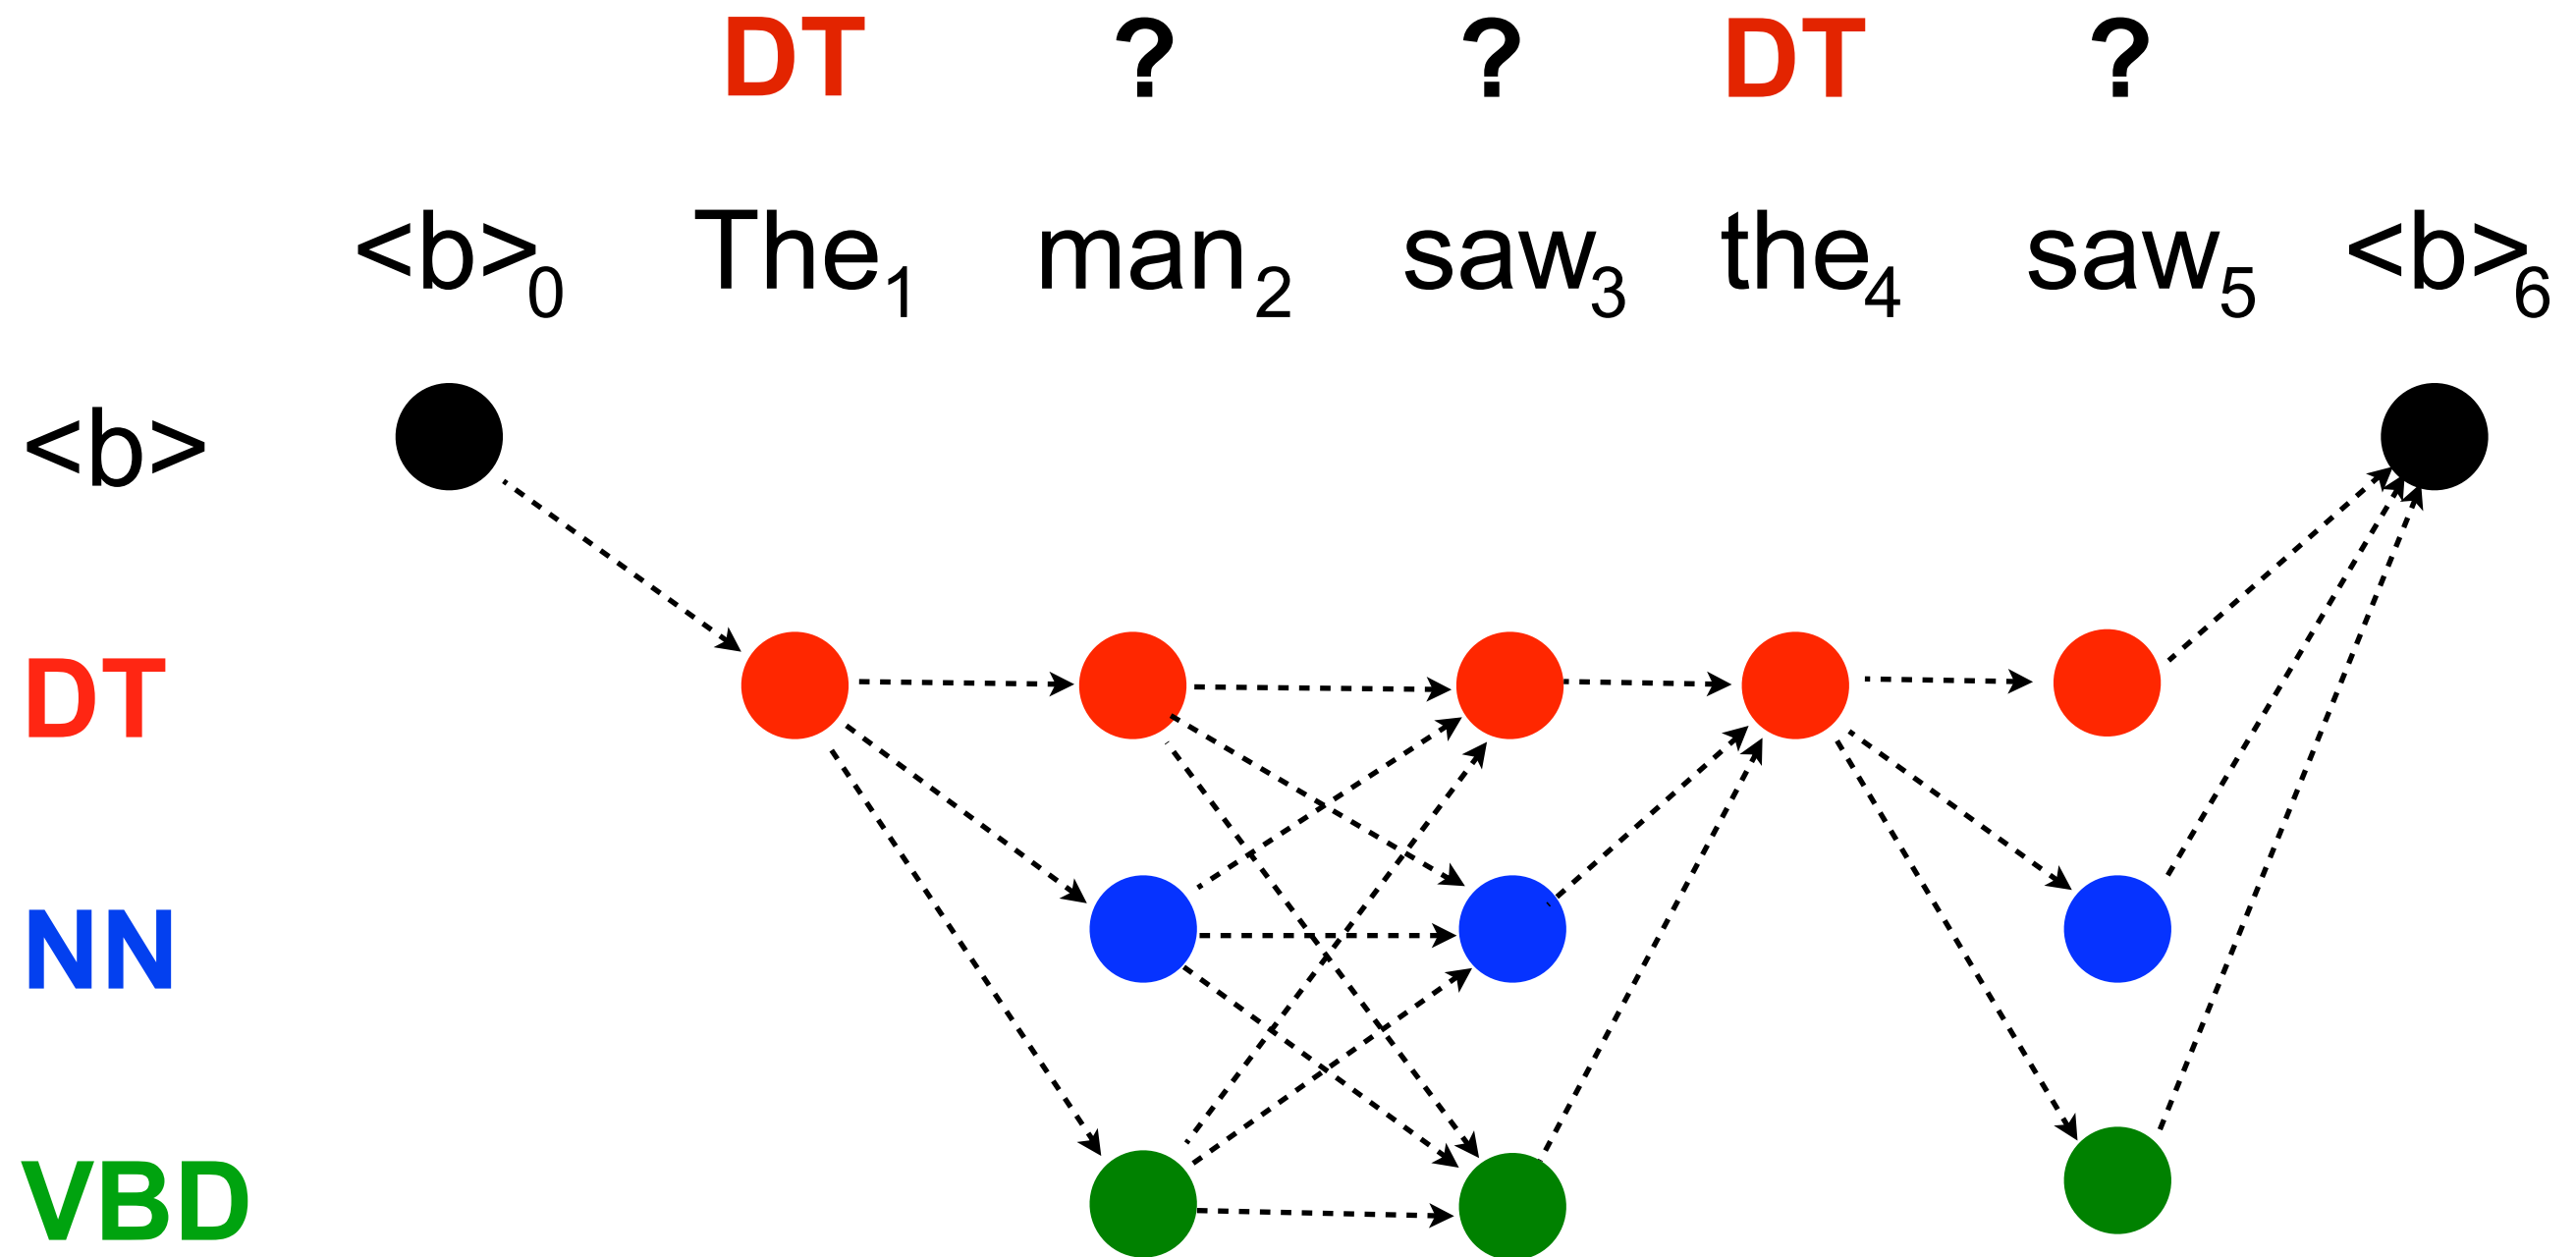 DT ? ? DT ?
<b>0 The1 man2 saw3 the4 saw5 <b>6
<b>
DT
NN
VBD